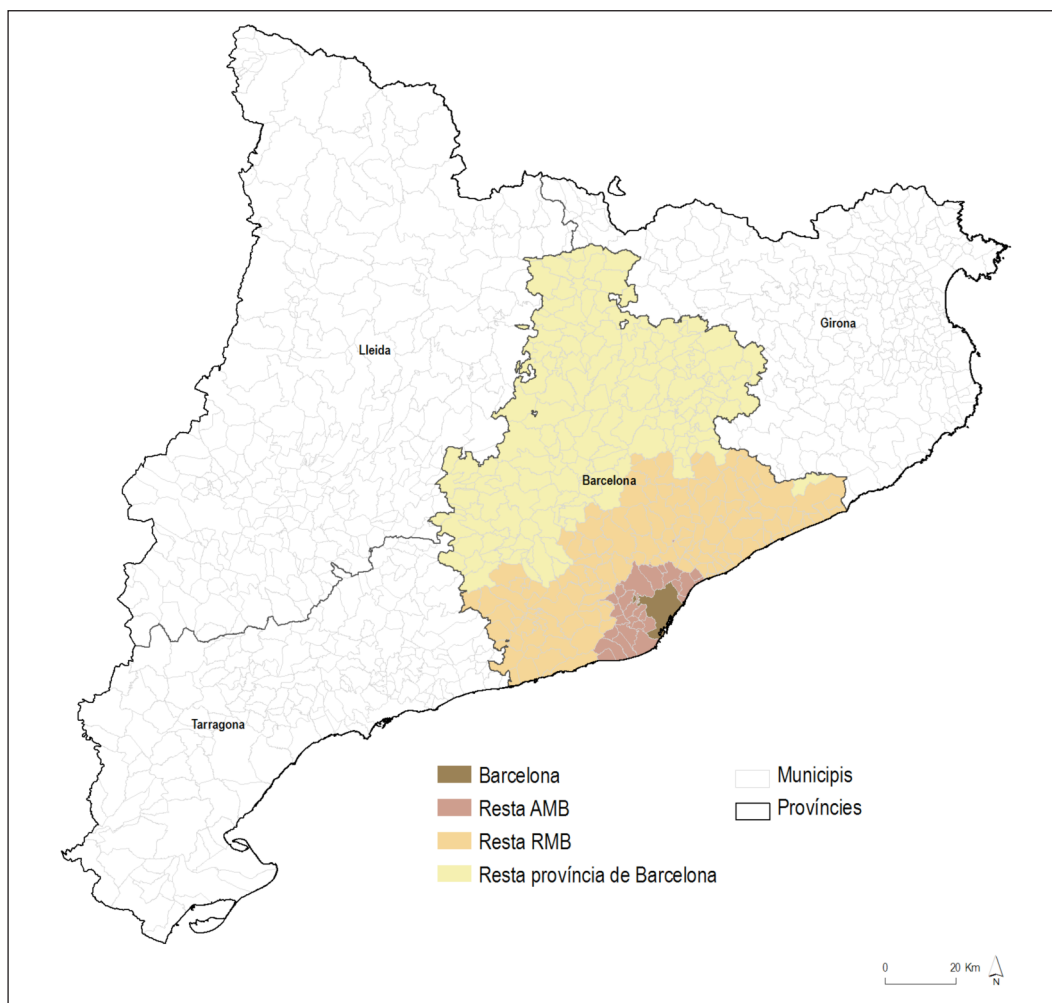 Girona
Lleida
Barcelona
Tarragona
Barcelona
Resta AMB
Resta RMB
Resta província de Barcelona
Municipis
Províncies
0 20 Km
N